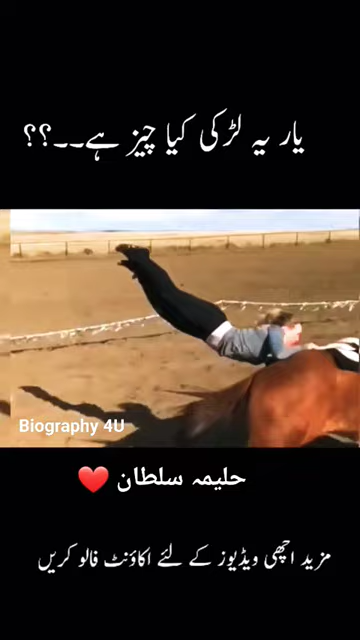 یار یہ لڑکی کیا چیز ہے۔۔۔؟؟
Biography 4U
حلیمہ سلطان ❤️
مزید اچھی ویڈیوز کے لئے اکاؤنٹ فالو کریں